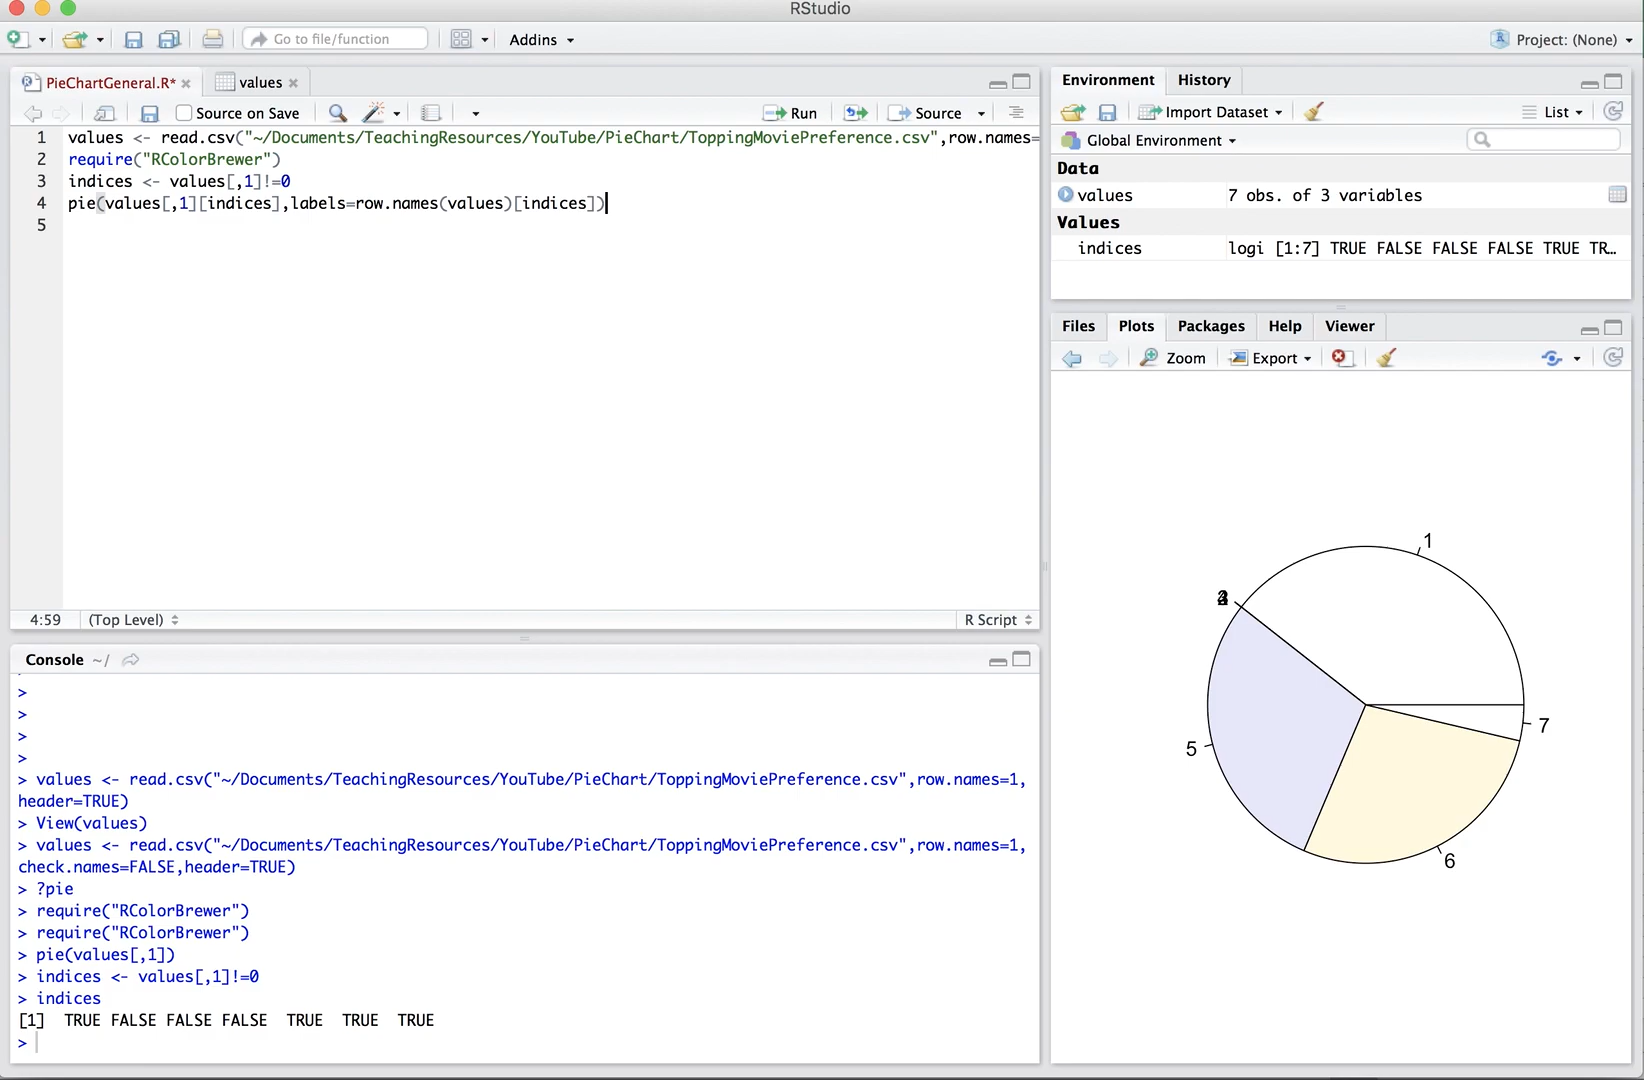 RStudio
Go to file/function
Addins
Project: (None)
PieChartGeneral.R*
values
Source on Save
Run
Source
1 values <- read.csv("~/Documents/TeachingResources/YouTube/PieChart/ToppingMoviePreference.csv",row.names=
2 require("RColorBrewer")
3 indices <- values[,1]!=0
4 pie(values[,1][indices],labels=row.names(values)[indices])
5
4:59
(Top Level)
R Script
Console ~/
>
>
>
>
> values <- read.csv("~/Documents/TeachingResources/YouTube/PieChart/ToppingMoviePreference.csv",row.names=1,
header=TRUE)
> View(values)
> values <- read.csv("~/Documents/TeachingResources/YouTube/PieChart/ToppingMoviePreference.csv",row.names=1,
check.names=FALSE,header=TRUE)
> ?pie
> require("RColorBrewer")
> require("RColorBrewer")
> pie(values[,1])
> indices <- values[,1]!=0
> indices
[1]  TRUE FALSE FALSE FALSE  TRUE  TRUE  TRUE
>
Environment
History
Import Dataset
List
Global Environment
Data
values
7 obs. of 3 variables
Values
indices
logi [1:7] TRUE FALSE FALSE FALSE TRUE TR…
Files
Plots
Packages
Help
Viewer
Zoom
Export
1
5
7
6